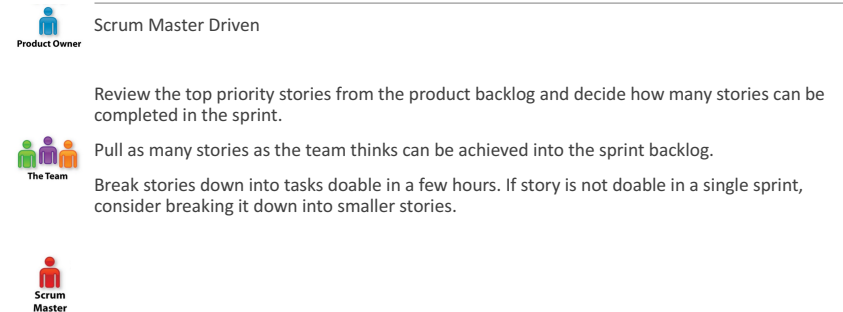 Product Owner
Scrum Master Driven
Review the top priority stories from the product backlog and decide how many stories can be
completed in the sprint.
The Team
Pull as many stories as the team thinks can be achieved into the sprint backlog.
Break stories down into tasks doable in a few hours. If story is not doable in a single sprint,
consider breaking it down into smaller stories.
Scrum
Master